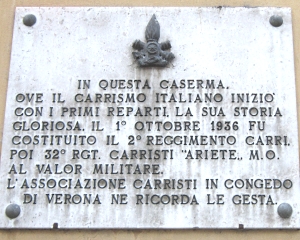 IN QUESTA CASERMA,
OVE IL CARRISMO ITALIANO INIZIO'
CON I PRIMI REPARTI, LA SUA STORIA
GLORIOSA, IL 1° OTTOBRE 1936 FU
COSTITUITO IL 2° REGGIMENTO CARRI,
POI 32° RGT. CARRISTI "ARIETE„ M.O.
AL VALOR MILITARE.
L'ASSOCIAZIONE CARRISTI IN CONGEDO
DI VERONA NE RICORDA LE GESTA.